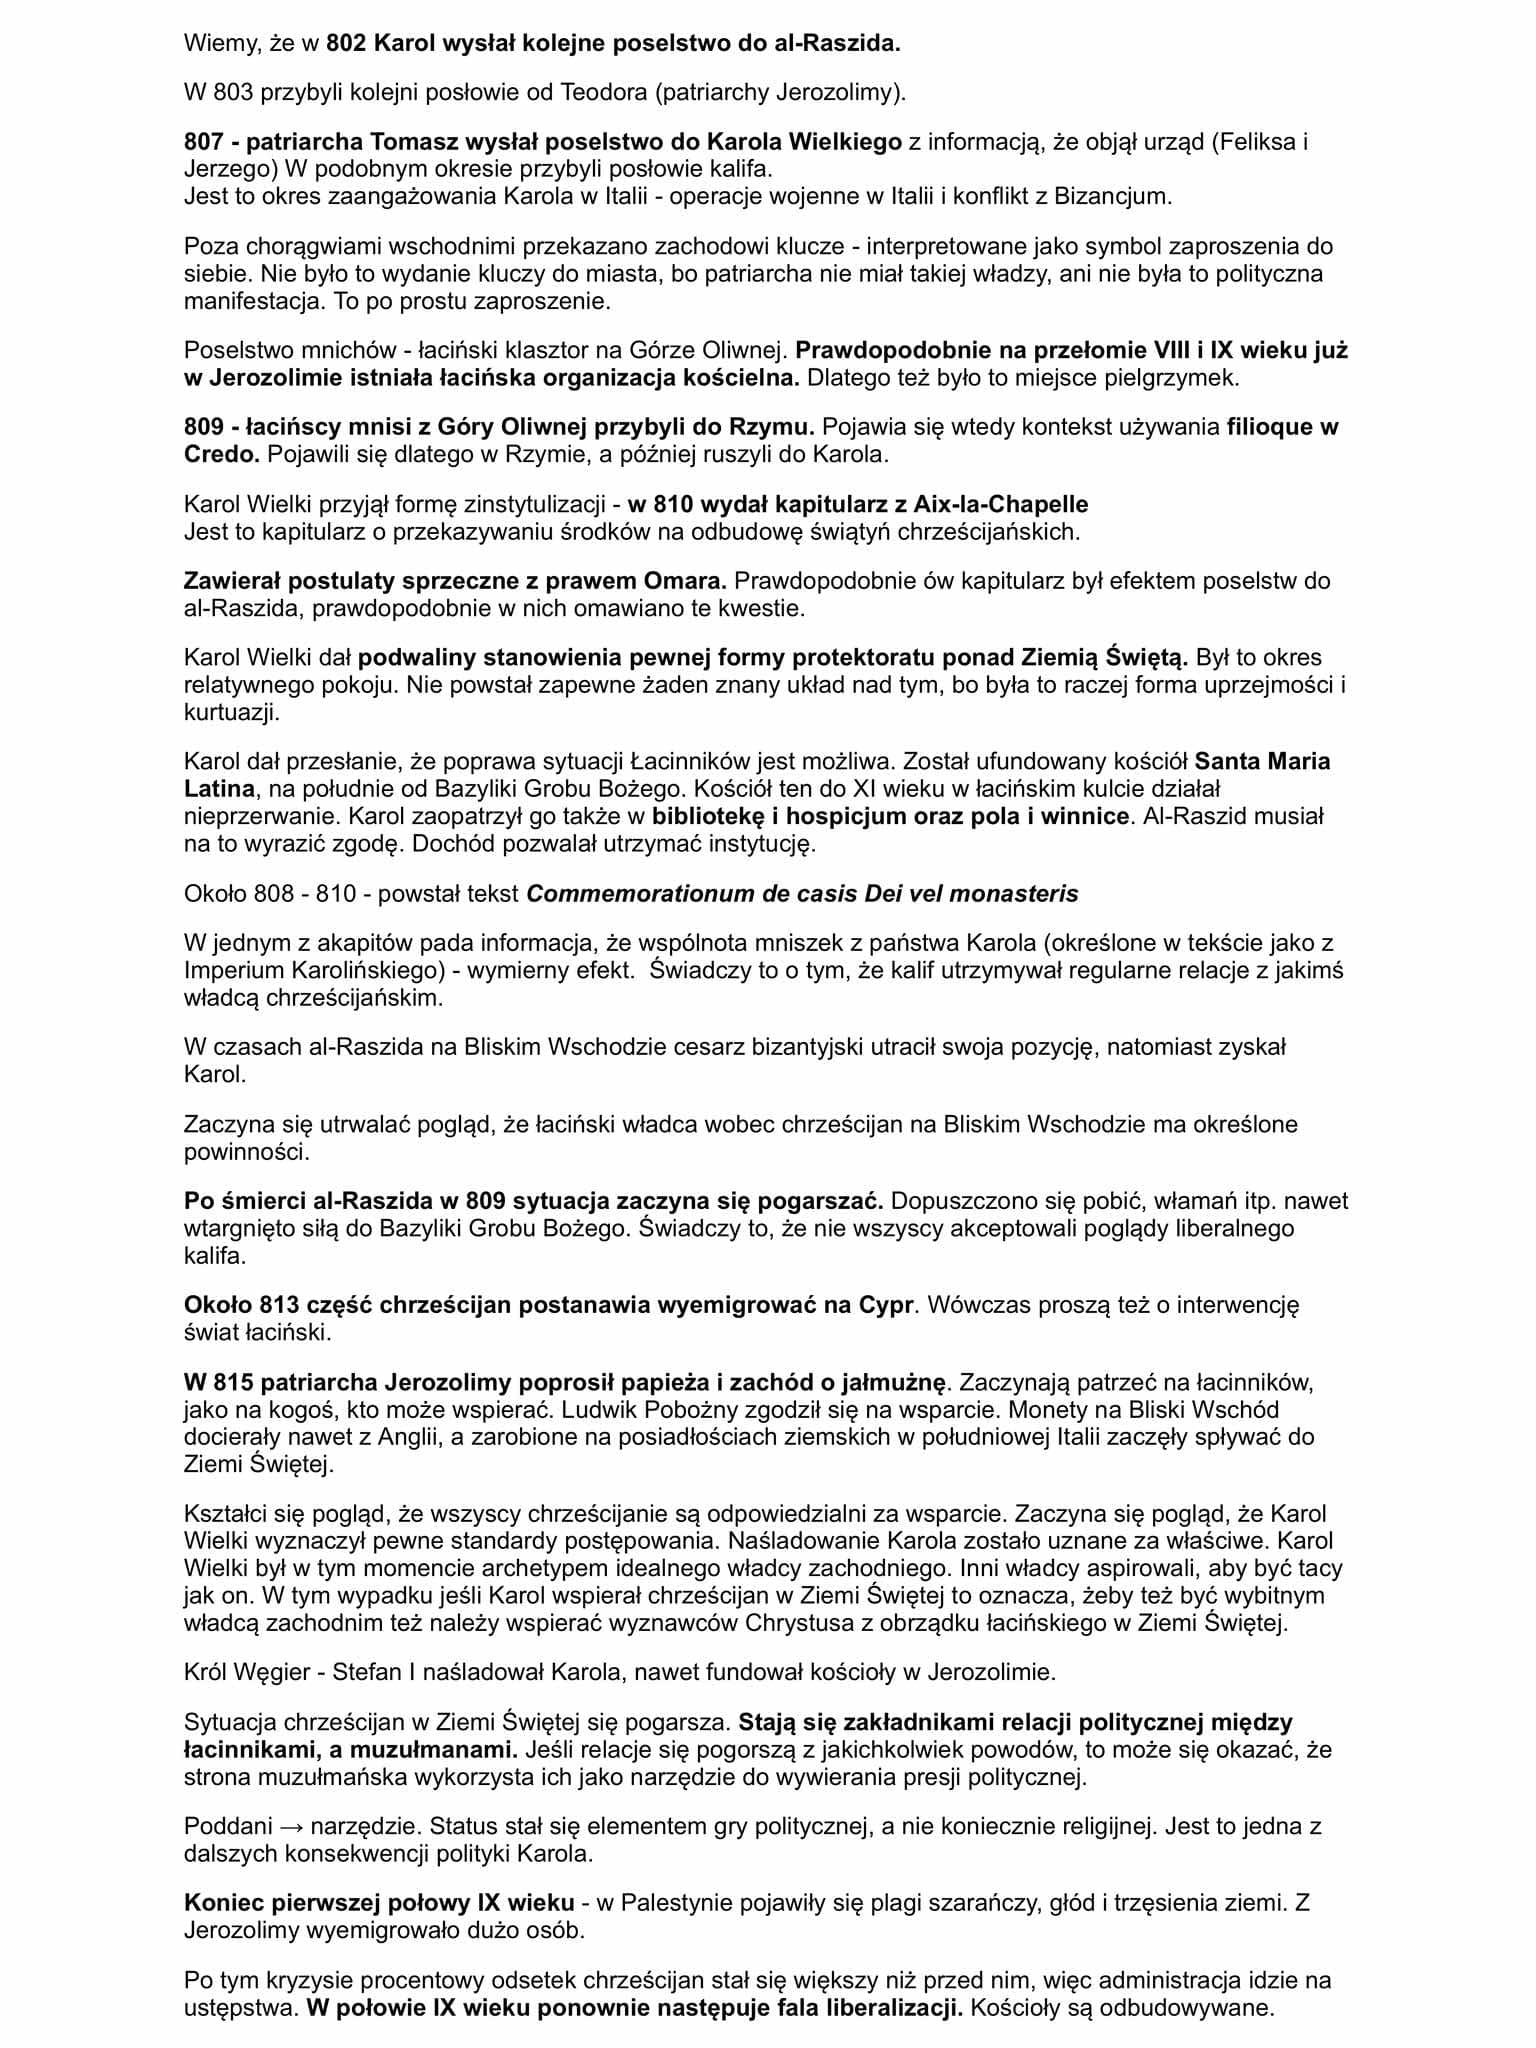 Wiemy, że w 802 Karol wysłał kolejne poselstwo do al-Raszida.
W 803 przybyli kolejni posłowie od Teodora (patriarchy Jerozolimy).
807 - patriarcha Tomasz wysłał poselstwo do Karola Wielkiego z informacją, że objął urząd (Feliksa i
Jerzego) W podobnym okresie przybyli posłowie kalifa.
Jest to okres zaangażowania Karola w Italii - operacje wojenne w Italii i konflikt z Bizancjum.
Poza chorągwiami wschodnimi przekazano zachodowi klucze - interpretowane jako symbol zaproszenia do
siebie. Nie było to wydanie kluczy do miasta, bo patriarcha nie miał takiej władzy, ani nie była to polityczna
manifestacja. To po prostu zaproszenie.
Poselstwo mnichów - łaciński klasztor na Górze Oliwnej. Prawdopodobnie na przełomie VIII i IX wieku już
w Jerozolimie istniała łacińska organizacja kościelna. Dlatego też było to miejsce pielgrzymek.
809 - łacińscy mnisi z Góry Oliwnej przybyli do Rzymu. Pojawia się wtedy kontekst używania filioque w
Credo. Pojawili się dlatego w Rzymie, a później ruszyli do Karola.
Karol Wielki przyjął formę zinstytulizacji - w 810 wydał kapitularz z Aix-la-Chapelle
Jest to kapitularz o przekazywaniu środków na odbudowę świątyń chrześcijańskich.
Zawierał postulaty sprzeczne z prawem Omara. Prawdopodobnie ów kapitularz był efektem poselstw do
al-Raszida, prawdopodobnie w nich omawiano te kwestie.
Karol Wielki dał podwaliny stanowienia pewnej formy protektoratu ponad Ziemią Świętą. Był to okres
relatywnego pokoju. Nie powstał zapewne żaden znany układ nad tym, bo była to raczej forma uprzejmości i
kurtuazji.
Karol dał przesłanie, że poprawa sytuacji Łacinników jest możliwa. Został ufundowany kościół Santa Maria
Latina, na południe od Bazyliki Grobu Bożego. Kościół ten do XI wieku w łacińskim kulcie działał
nieprzerwanie. Karol zaopatrzył go także w bibliotekę i hospicjum oraz pola i winnice. Al-Raszid musiał
na to wyrazić zgodę. Dochód pozwalał utrzymać instytucję.
Około 808 - 810 - powstał tekst Commemorationum de casis Dei vel monasteris
W jednym z akapitów pada informacja, że wspólnota mniszek z państwa Karola (określone w tekście jako z
Imperium Karolińskiego) - wymierny efekt.  Świadczy to o tym, że kalif utrzymywał regularne relacje z jakimś
władcą chrześcijańskim.
W czasach al-Raszida na Bliskim Wschodzie cesarz bizantyjski utracił swoja pozycję, natomiast zyskał
Karol.
Zaczyna się utrwalać pogląd, że łaciński władca wobec chrześcijan na Bliskim Wschodzie ma określone
powinności.
Po śmierci al-Raszida w 809 sytuacja zaczyna się pogarszać. Dopuszczono się pobić, włamań itp. nawet
wtargnięto siłą do Bazyliki Grobu Bożego. Świadczy to, że nie wszyscy akceptowali poglądy liberalnego
kalifa.
Około 813 część chrześcijan postanawia wyemigrować na Cypr. Wówczas proszą też o interwencję
świat łaciński.
W 815 patriarcha Jerozolimy poprosił papieża i zachód o jałmużnę. Zaczynają patrzeć na łacinników,
jako na kogoś, kto może wspierać. Ludwik Pobożny zgodził się na wsparcie. Monety na Bliski Wschód
docierały nawet z Anglii, a zarobione na posiadłościach ziemskich w południowej Italii zaczęły spływać do
Ziemi Świętej.
Kształci się pogląd, że wszyscy chrześcijanie są odpowiedzialni za wsparcie. Zaczyna się pogląd, że Karol
Wielki wyznaczył pewne standardy postępowania. Naśladowanie Karola zostało uznane za właściwe. Karol
Wielki był w tym momencie archetypem idealnego władcy zachodniego. Inni władcy aspirowali, aby być tacy
jak on. W tym wypadku jeśli Karol wspierał chrześcijan w Ziemi Świętej to oznacza, żeby też być wybitnym
władcą zachodnim też należy wspierać wyznawców Chrystusa z obrządku łacińskiego w Ziemi Świętej.
Król Węgier - Stefan I naśladował Karola, nawet fundował kościoły w Jerozolimie.
Sytuacja chrześcijan w Ziemi Świętej się pogarsza. Stają się zakładnikami relacji politycznej między
łacinnikami, a muzułmanami. Jeśli relacje się pogorszą z jakichkolwiek powodów, to może się okazać, że
strona muzułmańska wykorzysta ich jako narzędzie do wywierania presji politycznej.
Poddani → narzędzie. Status stał się elementem gry politycznej, a nie koniecznie religijnej. Jest to jedna z
dalszych konsekwencji polityki Karola.
Koniec pierwszej połowy IX wieku - w Palestynie pojawiły się plagi szarańczy, głód i trzęsienia ziemi. Z
Jerozolimy wyemigrowało dużo osób.
Po tym kryzysie procentowy odsetek chrześcijan stał się większy niż przed nim, więc administracja idzie na
ustępstwa. W połowie IX wieku ponownie następuje fala liberalizacji. Kościoły są odbudowywane.